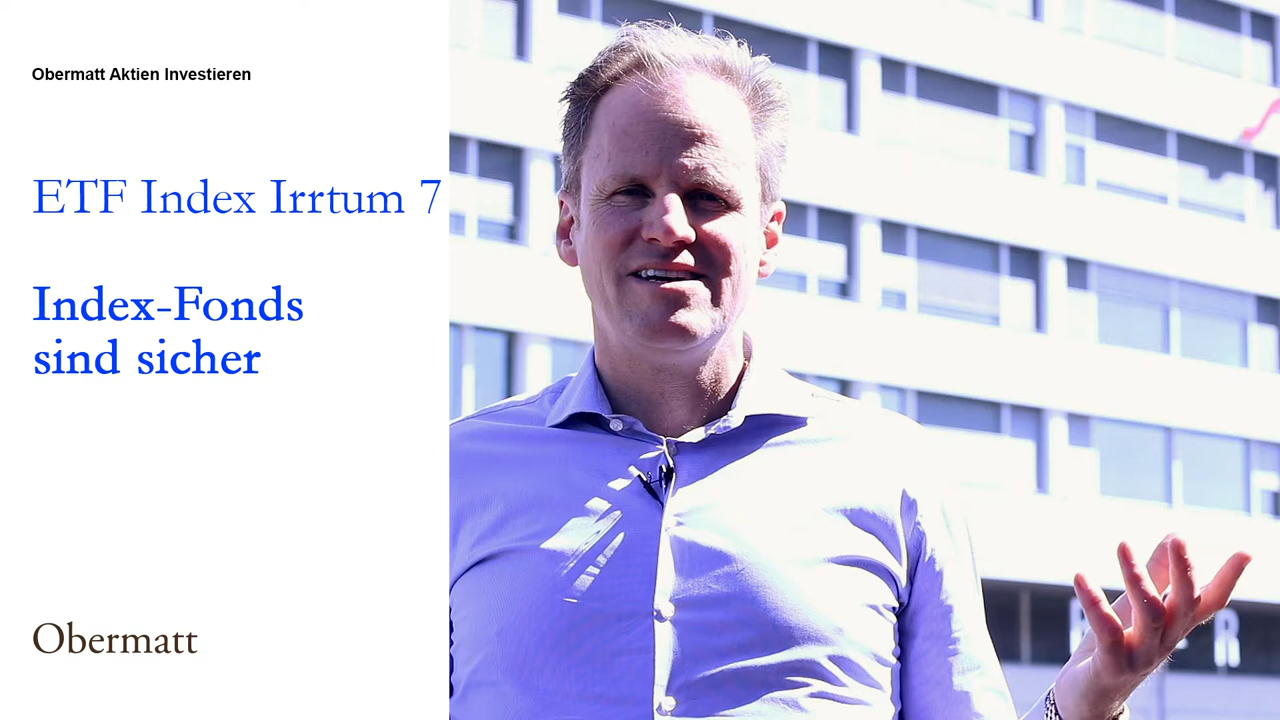 Obermatt Aktien Investieren
ETF Index Irrtum 7
Index-Fonds
sind sicher
Obermatt